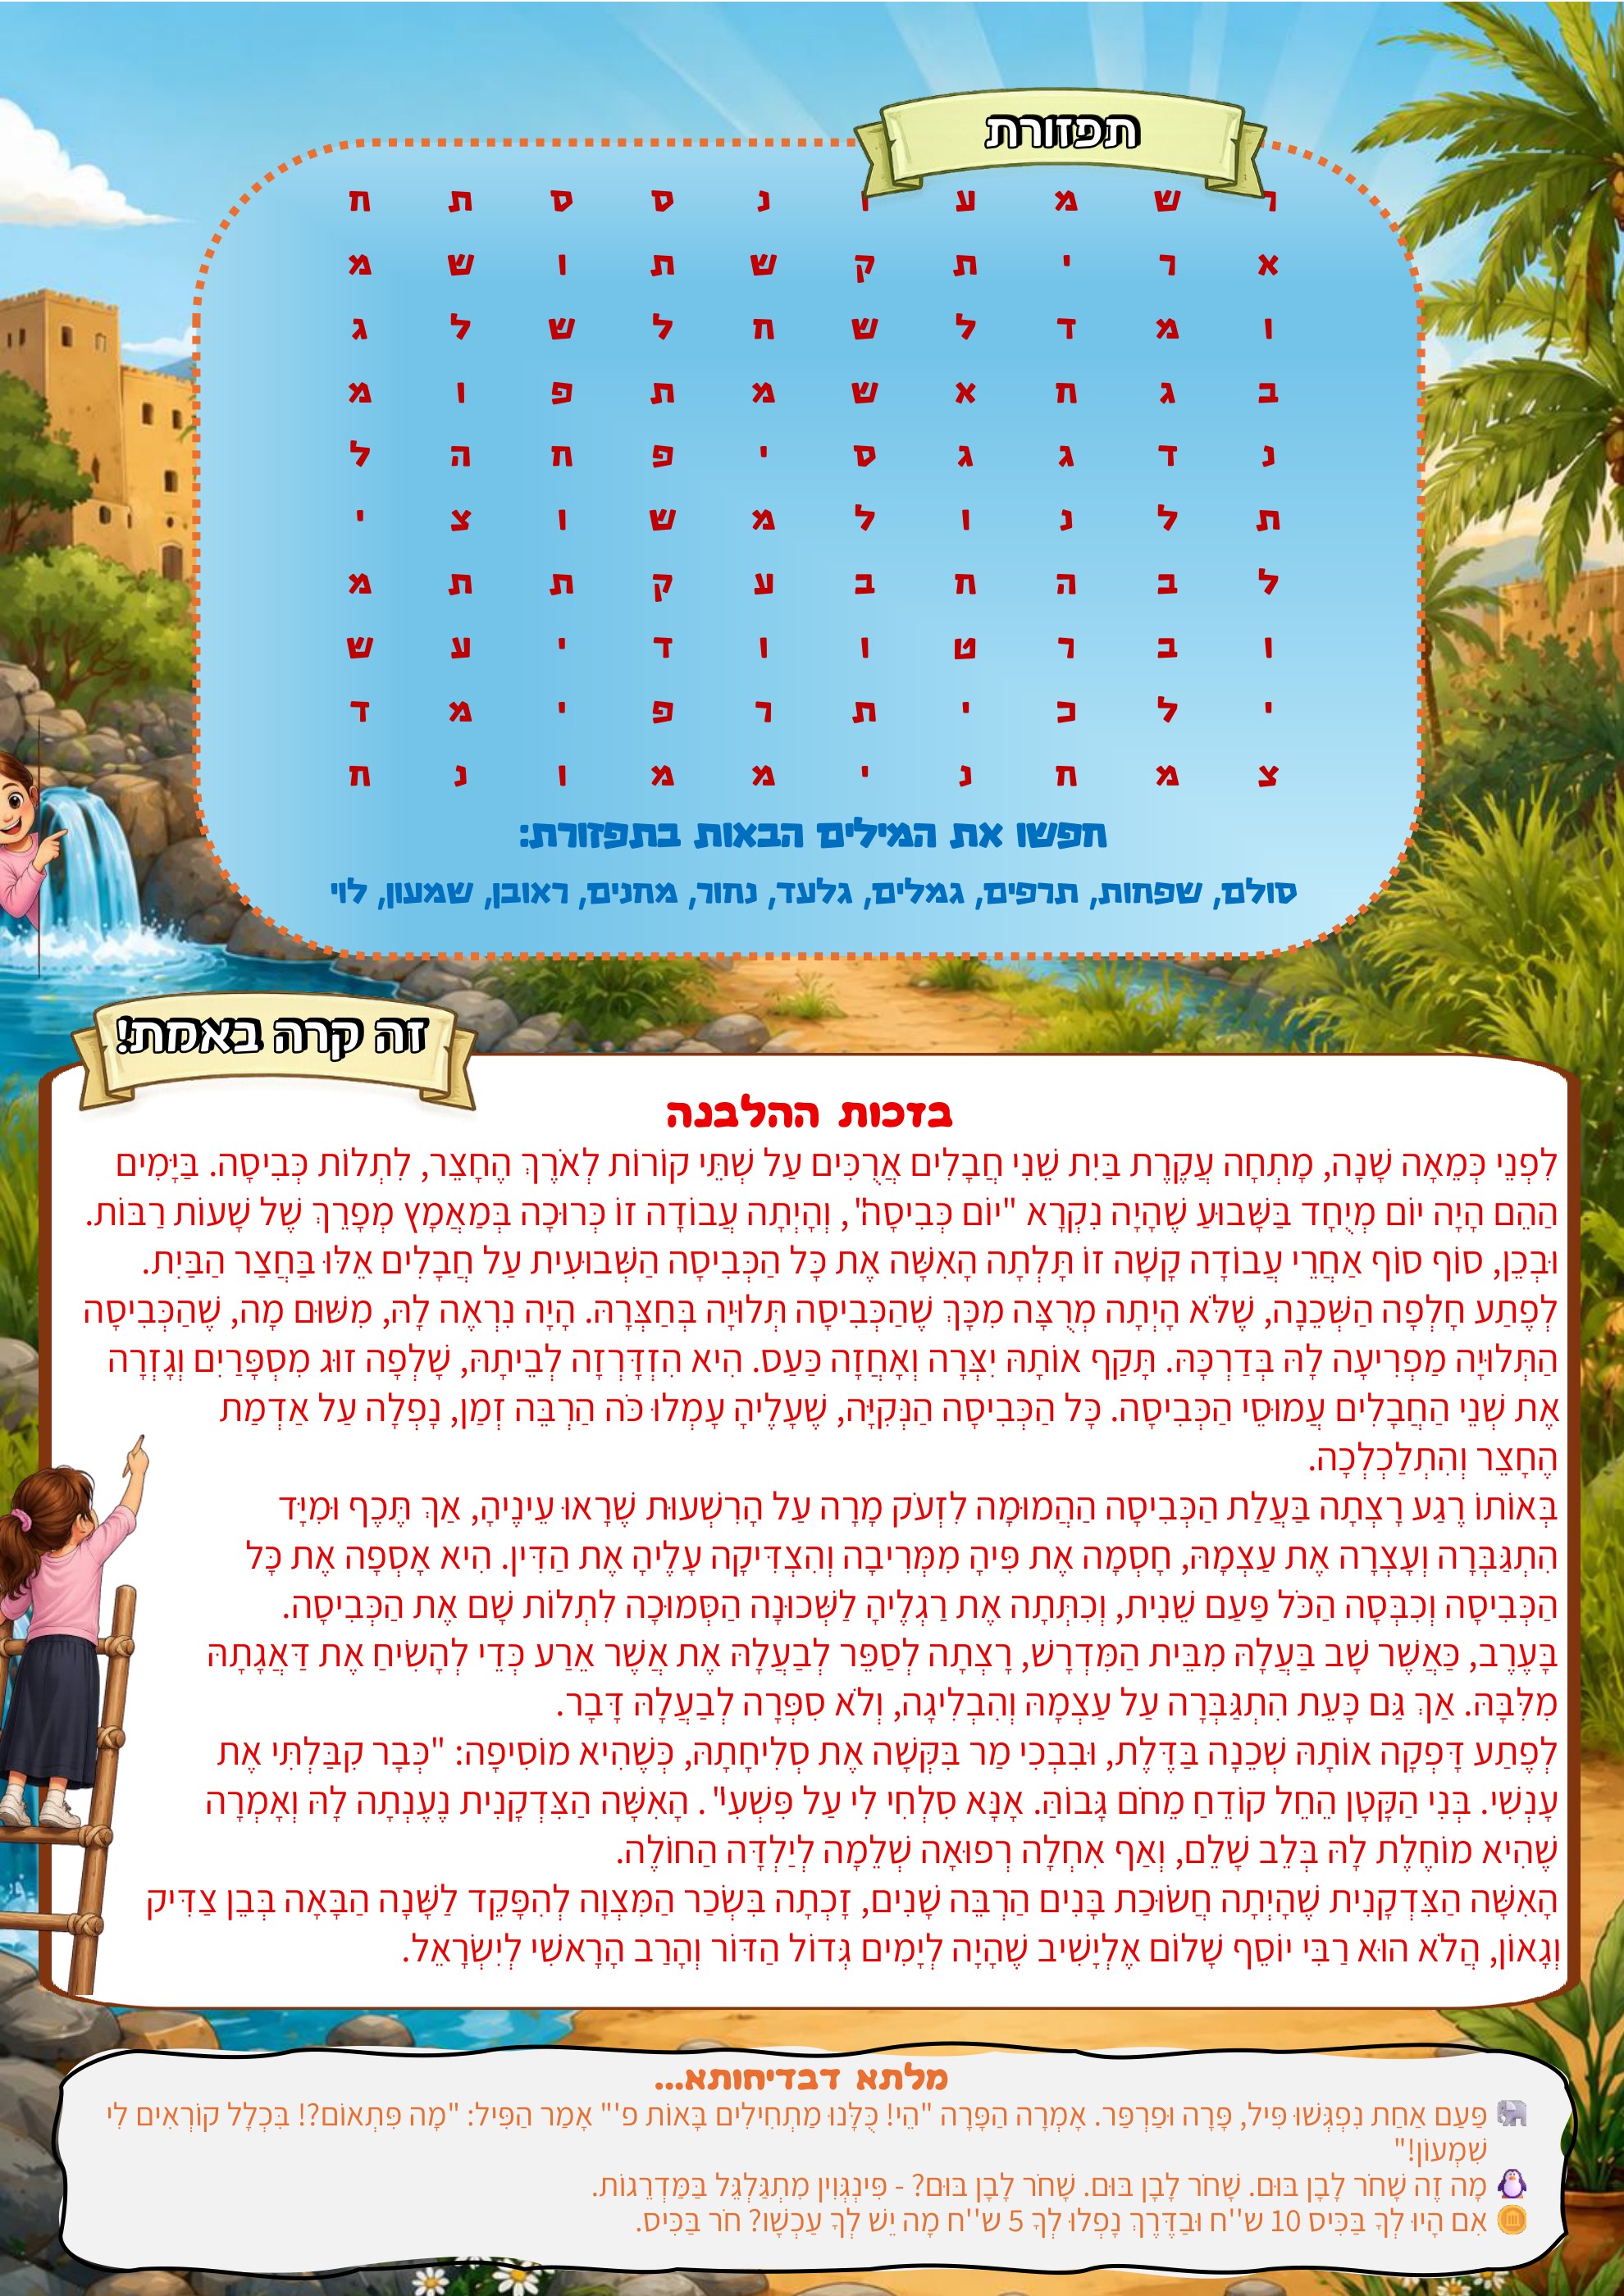 תפזורת
ר ש מ ע ו נ ס ס ת ח
א ר י ת ק ש ת ו ש מ
ו מ ד ל ש ח ל ש ל ג
ב ג ח א ש מ ת פ ו מ
נ ד ג ג ס י פ ח ה ל
ת ל נ ו ל מ ש ו צ י
ל ב ה ח ב ע ק ת ת מ
ו ב ר ט ו ו ד י ע ש
י ל כ י ת ר פ י מ ד
צ מ ח נ י מ מ ו נ ח
חפשו את המילים הבאות בתפזורת:
סולם, שפחות, תרפים, גמלים, גלעד, נחור, מחנים, ראובן, שמעון, לוי
זה קרה באמת!
בזכות ההלבנה
לִפְנֵי כְּמֵאָה שָׁנָה, מָתְחָה עֲקֶרֶת בַּיִת שְׁנֵי חֲבָלִים אֲרֻכִּים עַל שְׁתֵּי קוֹרוֹת לְאֹרֶךְ הֶחָצֵר, לִתְלוֹת כְּבִיסָה. בַּיָּמִים
הַהֵם הָיָה יוֹם מְיֻחָד בַּשָּׁבוּעַ שֶׁהָיָה נִקְרָא "יוֹם כְּבִיסָה", וְהָיְתָה עֲבוֹדָה זוֹ כְּרוּכָה בְּמַאֲמָץ מְפָרֵךְ שֶׁל שָׁעוֹת רַבּוֹת.
וּבְכֵן, סוֹף סוֹף אַחֲרֵי עֲבוֹדָה קָשָׁה זוֹ תָּלְתָה הָאִשָּׁה אֶת כָּל הַכְּבִיסָה הַשְּׁבוּעִית עַל חֲבָלִים אֵלּוּ בַּחֲצַר הַבַּיִת.
לְפֶתַע חָלְפָה הַשְּׁכֵנָה, שֶׁלֹּא הָיְתָה מְרֻצָּה מִכָּךְ שֶׁהַכְּבִיסָה תְּלוּיָה בְּחַצְּרָהּ. הָיָה נִרְאֶה לָהּ, מִשּׁוּם מָה, שֶׁהַכְּבִיסָה
הַתְּלוּיָה מַפְרִיעָה לָהּ בְּדַרְכָּהּ. תָּקַף אוֹתָהּ יִצְּרָה וְאָחֲזָה כַּעַס. הִיא הִזְדָּרְזָה לְבֵיתָהּ, שָׁלְפָה זוּג מִסְפָּרַיִם וְגָזְרָה
אֶת שְׁנֵי הַחֲבָלִים עֲמוּסֵי הַכְּבִיסָה. כָּל הַכְּבִיסָה הַנְּקִיָּה, שֶׁעָלֶיהָ עָמְלוּ כֹּה הַרְבֵּה זְמַן, נָפְלָה עַל אַדְמַת
הֶחָצֵר וְהִתְלַכְלְכָה.
בְּאוֹתוֹ רֶגַע רָצְתָה בַּעֲלַת הַכְּבִיסָה הַהֲמוּמָה לִזְעֹק מָרָה עַל הָרִשְׁעוּת שֶׁרָאוּ עֵינֶיהָ, אַךְ תֶּכֶף וּמִיָּד
הִתְגַּבְּרָה וְעָצְרָה אֶת עַצְמָהּ, חָסְמָה אֶת פִּיהָ מִמְּרִיבָה וְהִצְדִּיקָה עָלֶיהָ אֶת הַדִּין. הִיא אָסְפָה אֶת כָּל
הַכְּבִיסָה וְכִבְּסָה הַכֹּל פַּעַם שֵׁנִית, וְכִתְּתָה אֶת רַגְלֶיהָ לַשְּׁכוּנָה הַסְּמוּכָה לִתְלוֹת שָׁם אֶת הַכְּבִיסָה.
בָּעֶרֶב, כַּאֲשֶׁר שָׁב בַּעֲלָהּ מִבֵּית הַמִּדְרָשׁ, רָצְתָה לְסַפֵּר לְבַעֲלָהּ אֶת אֲשֶׁר אֵרַע כְּדֵי לְהָשִׂיחַ אֶת דַּאֲגָתָהּ
מִלִּבָּהּ. אַךְ גַּם כָּעֵת הִתְגַּבְּרָה עַל עַצְמָהּ וְהִבְלִיגָה, וְלֹא סִפְּרָה לְבַעֲלָהּ דָּבָר.
לְפֶתַע דָּפְקָה אוֹתָהּ שְׁכֵנָה בַּדֶּלֶת, וּבִבְכִי מַר בִּקְּשָׁה אֶת סְלִיחָתָהּ, כְּשֶׁהִיא מוֹסִיפָה: "כְּבָר קִבַּלְתִּי אֶת
עָנְשִׁי. בְּנִי הַקָּטָן הֵחֵל קוֹדֵחַ מֵחֹם גָּבוֹהַּ. אָנָּא סִלְחִי לִי עַל פִּשְׁעִי". הָאִשָּׁה הַצִּדְקָנִית נֶעֶנְתָה לָהּ וְאָמְרָה
שֶׁהִיא מוֹחֶלֶת לָהּ בְּלֵב שָׁלֵם, וְאַף אִחְלָה רְפוּאָה שְׁלֵמָה לְיַלְדָּהּ הַחוֹלֶה.
הָאִשָּׁה הַצִּדְקָנִית שֶׁהָיְתָה חֲשׂוּכַת בָּנִים הַרְבֵּה שָׁנִים, זָכְתָה בִּשְׂכַר הַמִּצְוָה לְהִפָּקֵד לַשָּׁנָה הַבָּאָה בְּבֵן צַדִּיק
וְגָאוֹן, הֲלֹא הוּא רַבִּי יוֹסֵף שָׁלוֹם אֶלְיָשִׁיב שֶׁהָיָה לְיָמִים גְּדוֹל הַדּוֹר וְהָרַב הָרָאשִׁי לְיִשְׂרָאֵל.
מלתא דבדיחותא...
פַּעַם אַחַת נִפְגְּשׁוּ פִּיל, פָּרָה וּפַרְפַּר. אָמְרָה הַפָּרָה "הֵי! כֻּלָּנוּ מַתְחִילִים בָּאוֹת פ'" אָמַר הַפִּיל: "מָה פִּתְאוֹם?! בִּכְלָל קוֹרְאִים לִי
שִׁמְעוֹן!"
מָה זֶה שָׁחֹר לָבָן בּוּם. שָׁחֹר לָבָן בּוּם. שָׁחֹר לָבָן בּוּם? - פִּינְגְּוִין מִתְגַּלְגֵּל בַּמַּדְרֵגוֹת.
אִם הָיוּ לְךָ בַּכִּיס 10 ש''ח וּבַדֶּרֶךְ נָפְלוּ לְךָ 5 ש''ח מָה יֵשׁ לְךָ עַכְשָׁו? חֹר בַּכִּיס.